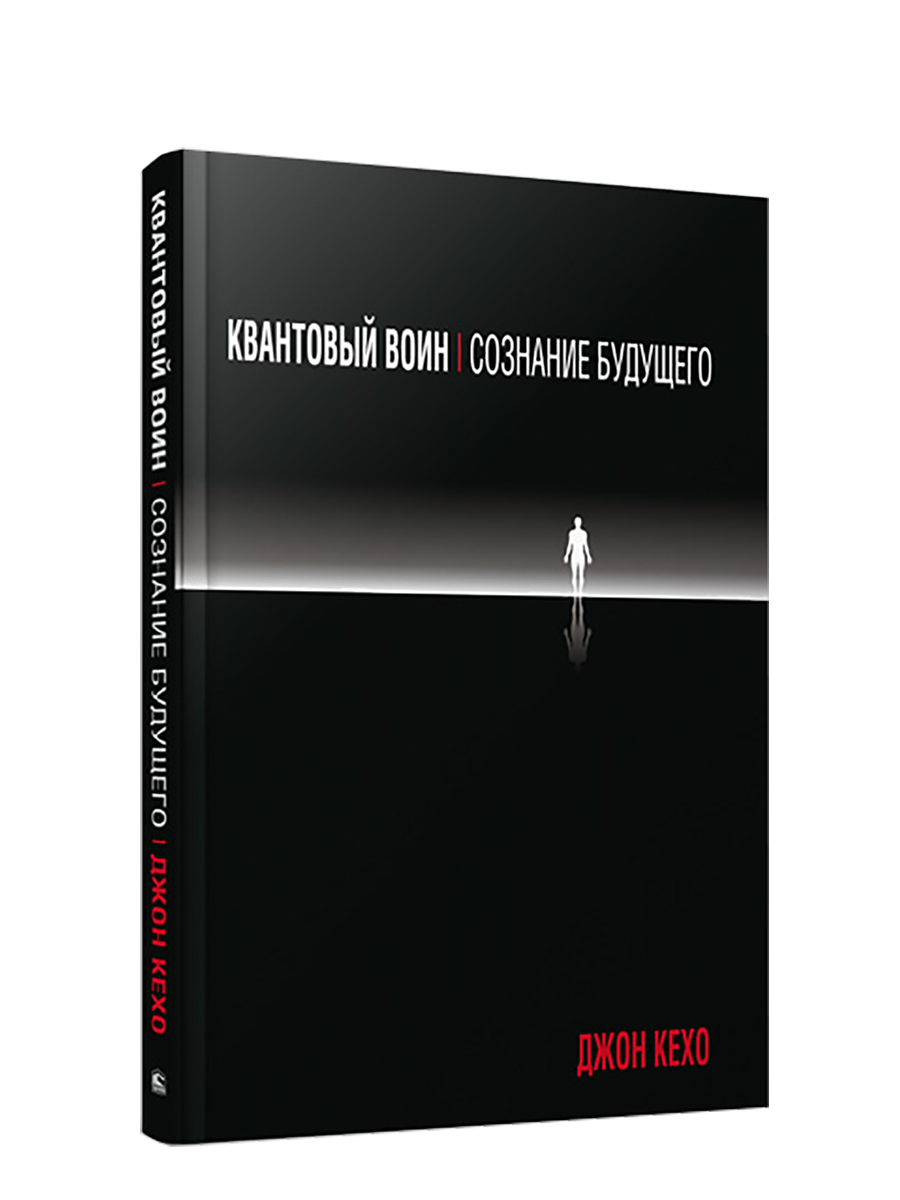 КВАНТОВЫЙ ВОИН | СОЗНАНИЕ БУДУЩЕГО | ДЖОН КЕХО
КВАНТОВЫЙ ВОИН | СОЗНАНИЕ БУДУЩЕГО
ДЖОН КЕХО